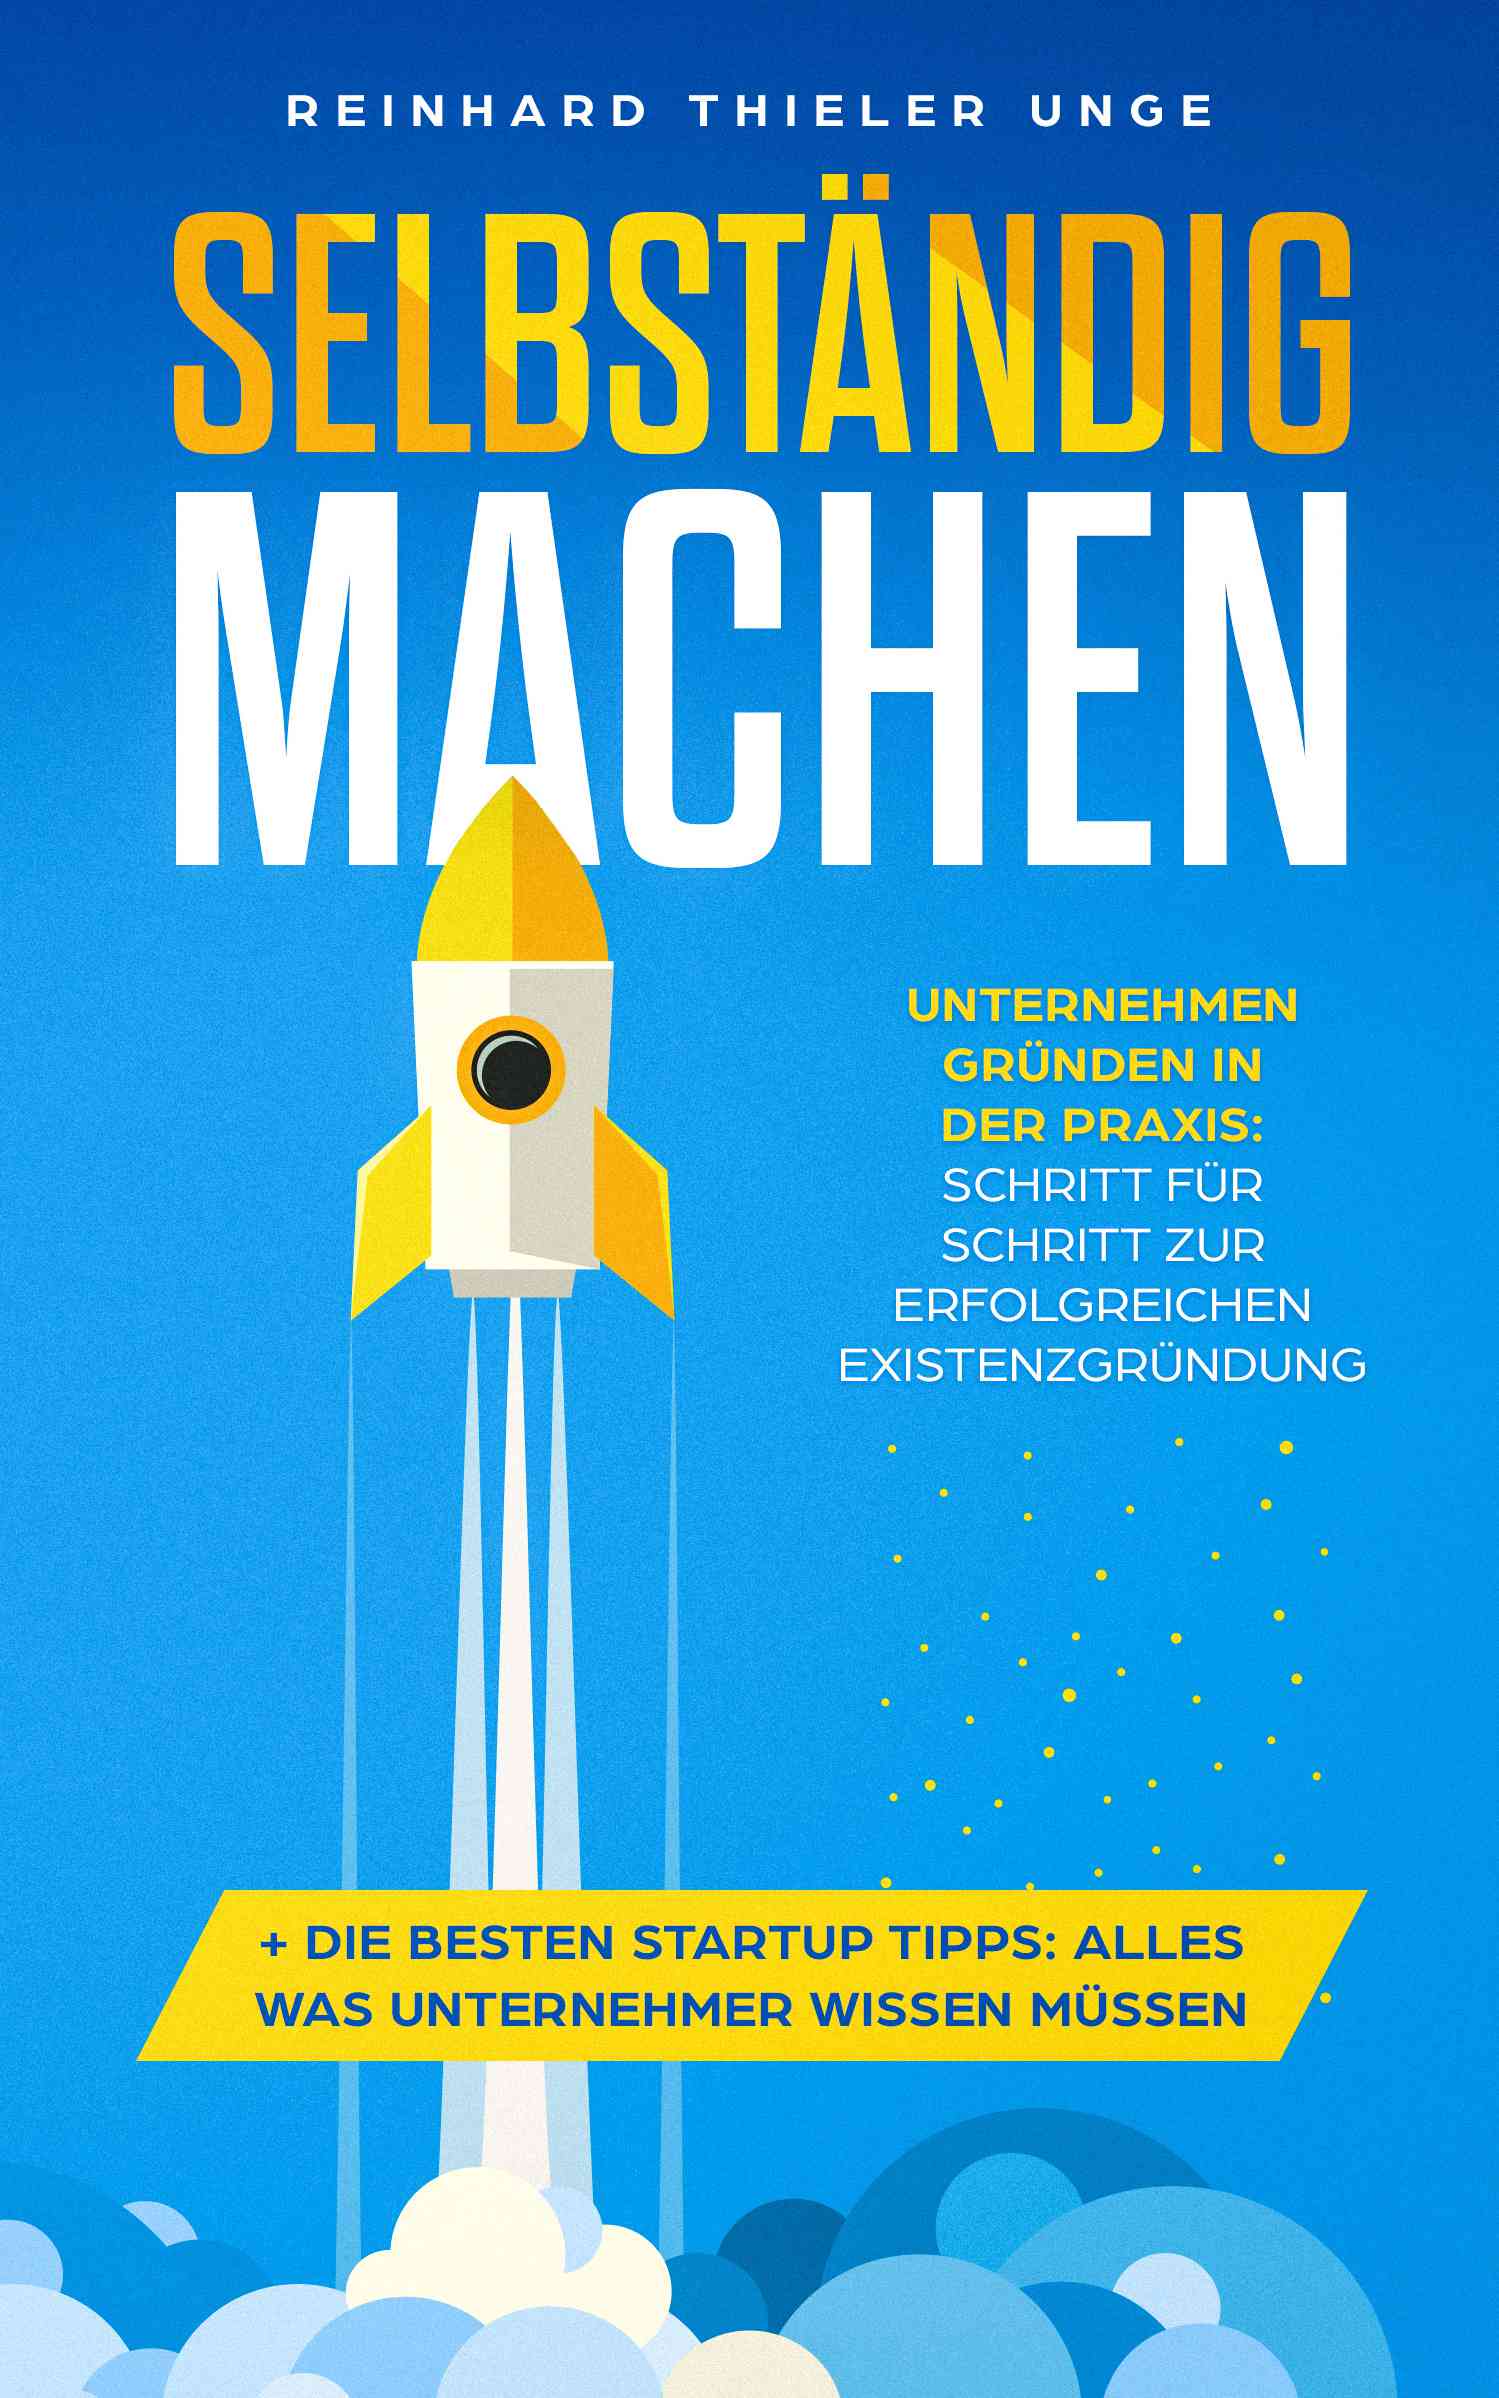 REINHARD THIELER UNGE
SELBSTÄNDIG
MACHEN
UNTERNEHMEN
GRÜNDEN IN
DER PRAXIS:
SCHRITT FÜR
SCHRITT ZUR
ERFOLGREICHEN
EXISTENZGRÜNDUNG
+ DIE BESTEN STARTUP TIPPS: ALLES
WAS UNTERNEHMER WISSEN MÜSSEN